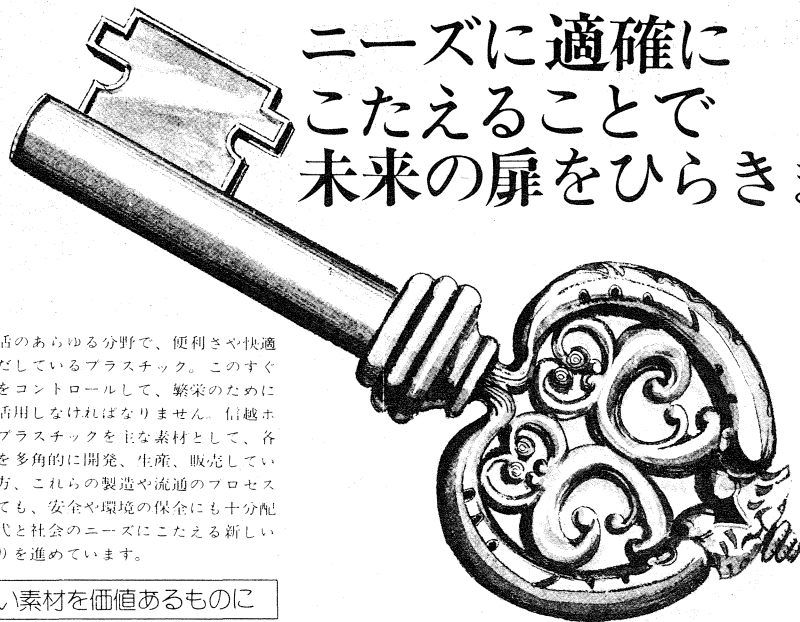 ニーズに適確に
こたえることで
未来の扉をひらきま
活のあらゆる分野で、便利さや快適
だしているプラスチック。このすぐ
をコントロールして、繁栄のために
活用しなければなりません。信越ホ
プラスチックを主な素材として、各
を多角的に開発、生産、販売してい
方、これらの製造や流通のプロセス
ても、安全や環境の保全にも十分配
代と社会のニーズにこたえる新しい
りを進めています。
い素材を価値あるものに